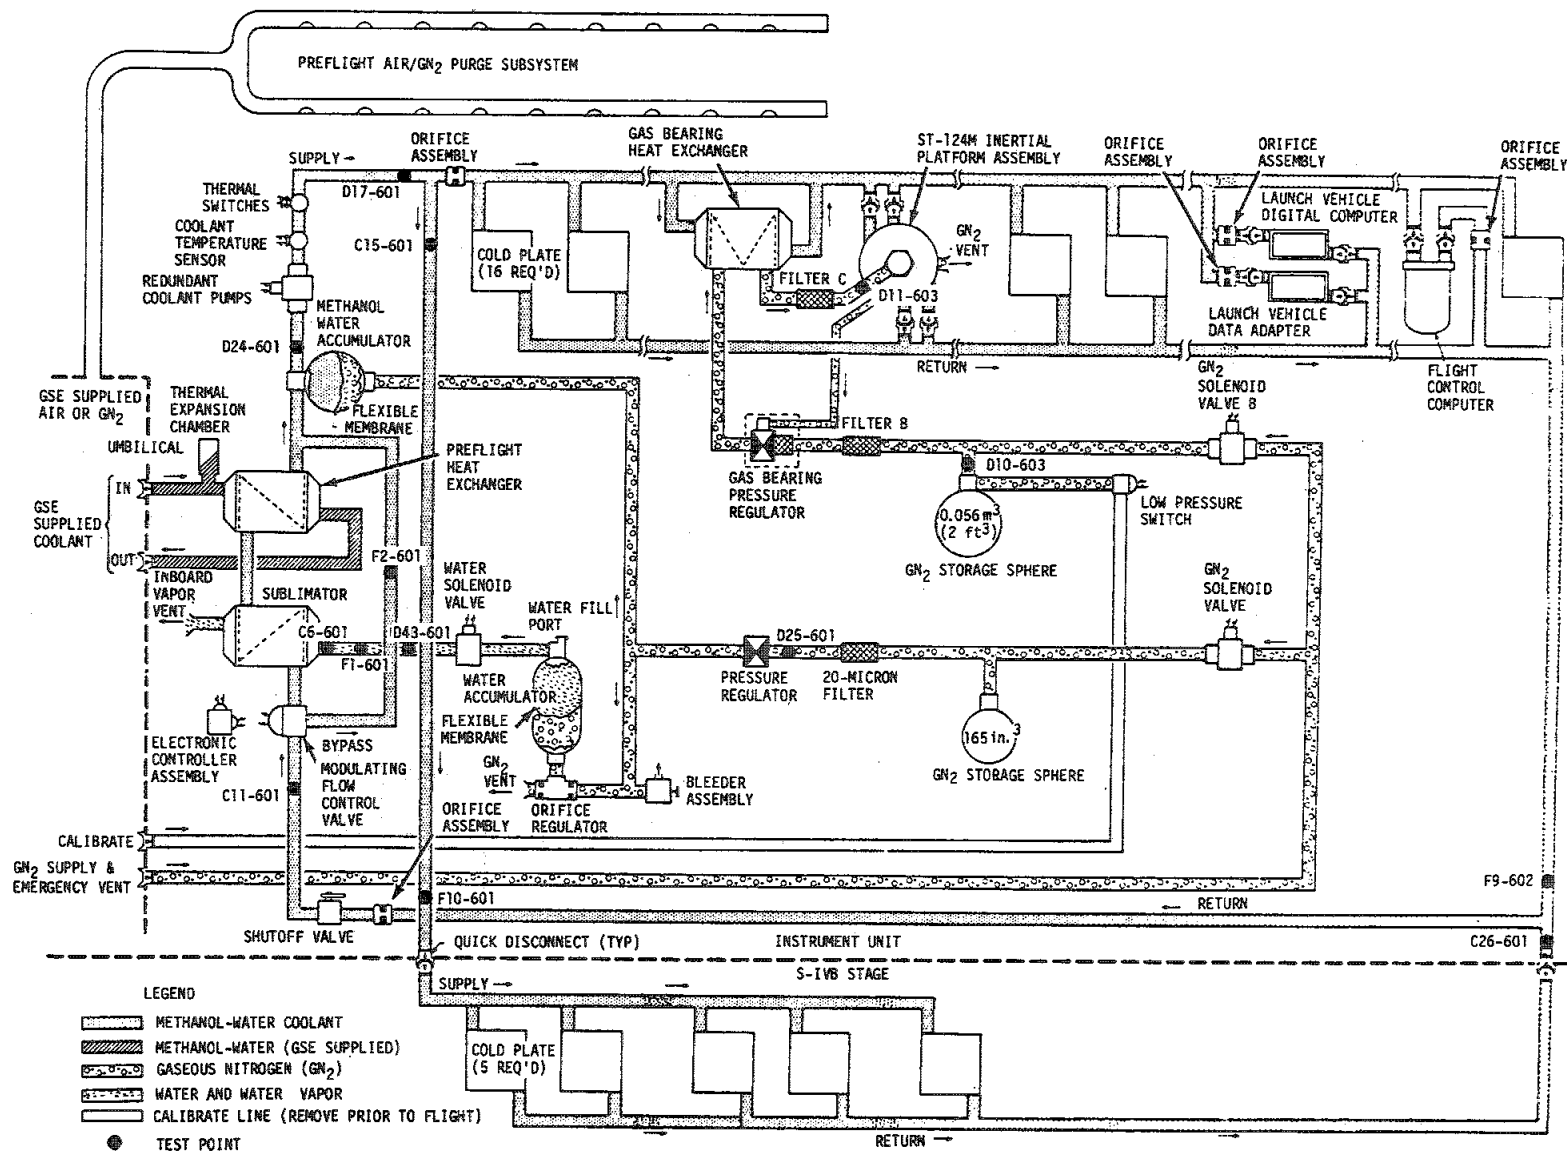 PREFLIGHT AIR/GN2 PURGE SUBSYSTEM
SUPPLY
D17-601
ORIFICE
ASSEMBLY
GAS BEARING
HEAT EXCHANGER
ST-124M INERTIAL
PLATFORM ASSEMBLY
ORIFICE
ASSEMBLY
ORIFICE
ASSEMBLY
ORIFICE
ASSEMBLY
THERMAL
SWITCHES
COOLANT
TEMPERATURE
SENSOR
REDUNDANT
COOLANT PUMPS
C15-601
COLD PLATE
(16 REQ'D)
FILTER C
D11-603
GN2
VENT
LAUNCH VEHICLE
DIGITAL COMPUTER
LAUNCH VEHICLE
DATA ADAPTER
FLIGHT
CONTROL
COMPUTER
METHANOL
WATER
ACCUMULATOR
D24-601
FLEXIBLE
MEMBRANE
RETURN
GN2
SOLENOID
VALVE B
GSE SUPPLIED
AIR OR GN2
THERMAL
EXPANSION
CHAMBER
UMBILICAL
PREFLIGHT
HEAT
EXCHANGER
FILTER B
GAS BEARING
PRESSURE
REGULATOR
D10-603
LOW PRESSURE
SWITCH
0.056 m3
(2 ft3)
GN2 STORAGE SPHERE
IN
GSE
SUPPLIED
COOLANT
OUT
INBOARD
VAPOR
VENT
SUBLIMATOR
F2-601
C6-601
F1-601
D43-601
WATER
SOLENOID
VALVE
WATER FILL
PORT
GN2
SOLENOID
VALVE
D25-601
PRESSURE
REGULATOR
20-MICRON
FILTER
WATER
ACCUMULATOR
FLEXIBLE
MEMBRANE
165 in.3
GN2 STORAGE SPHERE
ELECTRONIC
CONTROLLER
ASSEMBLY
BYPASS
MODULATING
FLOW
CONTROL
VALVE
C11-601
GN2
VENT
ORIFICE
REGULATOR
BLEEDER
ASSEMBLY
ORIFICE
ASSEMBLY
CALIBRATE
GN2 SUPPLY &
EMERGENCY VENT
F10-601
F9-602
RETURN
SHUTOFF VALVE
QUICK DISCONNECT (TYP)
INSTRUMENT UNIT
C26-601
S-IVB STAGE
SUPPLY
COLD PLATE
(5 REQ'D)
RETURN
LEGEND
METHANOL-WATER COOLANT
METHANOL-WATER (GSE SUPPLIED)
GASEOUS NITROGEN (GN2)
WATER AND WATER VAPOR
CALIBRATE LINE (REMOVE PRIOR TO FLIGHT)
TEST POINT